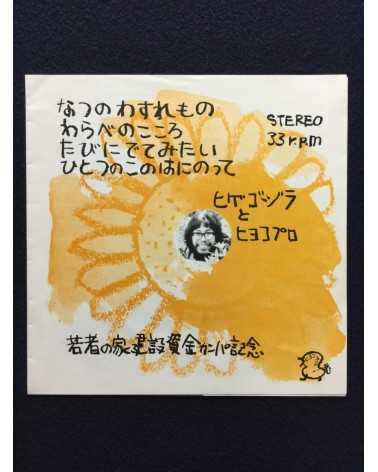 なつのわすれもの
わらべのこころ
たびにでてみたい
ひとつのこのはにのって
STEREO
33 r.p.m
ヒゲゴジラ
と
ヒヨコプロ
若者の家建設資金カンパ記念